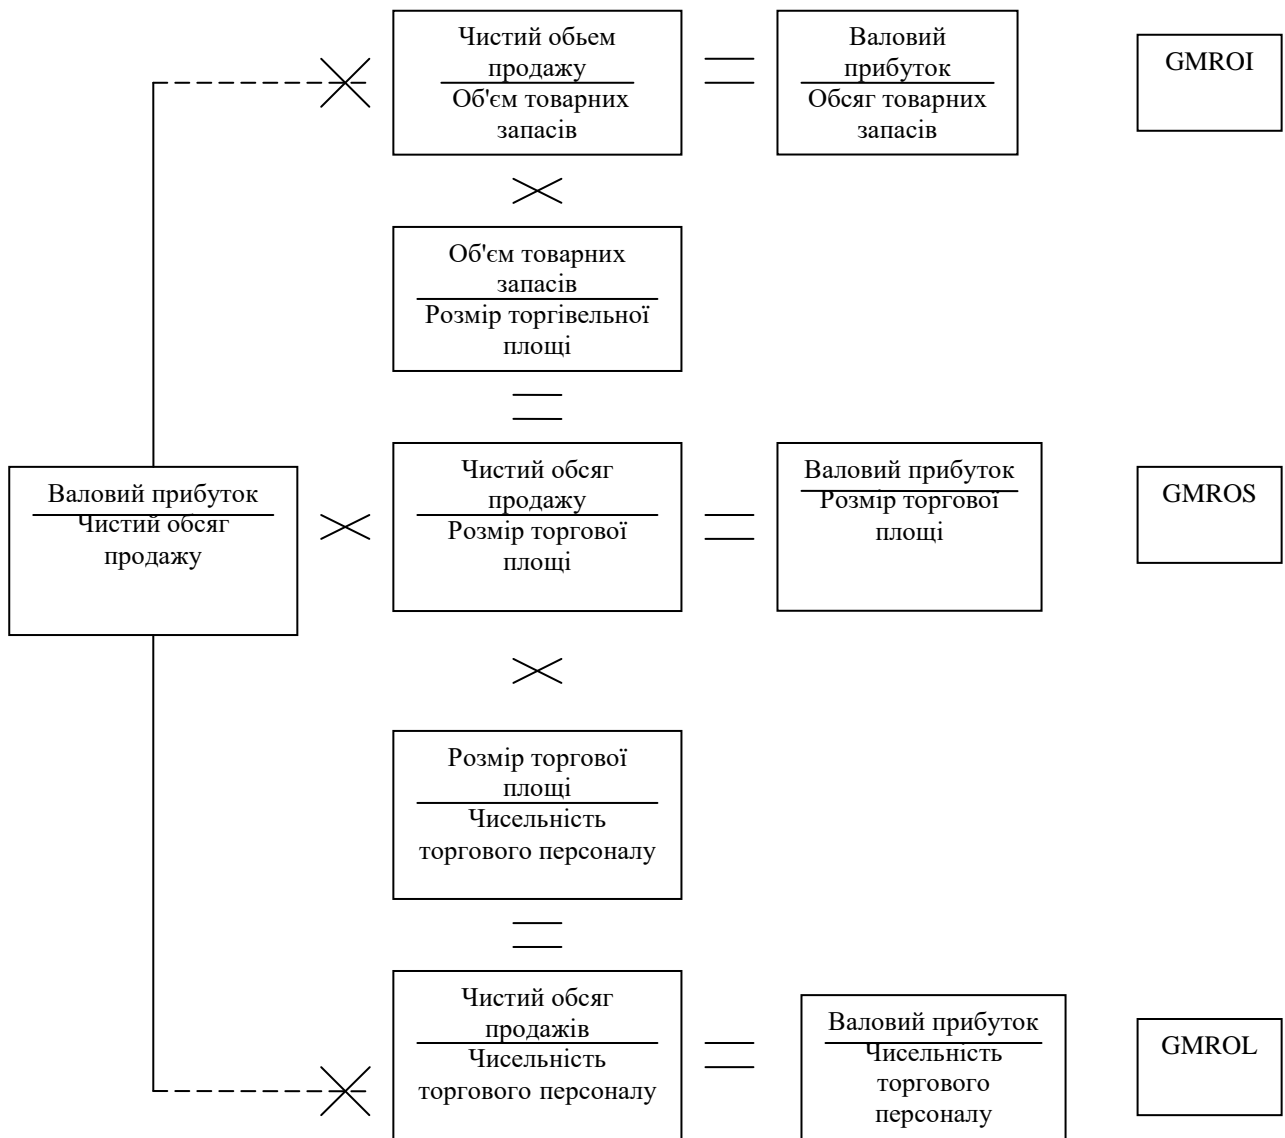 Чистий обьем
продажу
Об'єм товарних
запасів
Валовий
прибуток
Обсяг товарних
запасів
GMROI
Об'єм товарних
запасів
Розмір торгівельної
площі
Валовий прибуток
Чистий обсяг
продажу
Чистий обсяг
продажу
Розмір торгової
площі
Валовий прибуток
Розмір торгової
площі
GMROS
Розмір торгової
площі
Чисельність
торгового персоналу
Чистий обсяг
продажів
Чисельність
торгового персоналу
Валовий прибуток
Чисельність
торгового
персоналу
GMROL